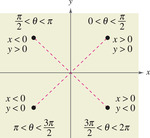 y
π/2 < θ < π
0 < θ < π/2
x < 0
y > 0
x > 0
y > 0
x
x < 0
y < 0
x > 0
y < 0
π < θ < 3π/2
3π/2 < θ < 2π